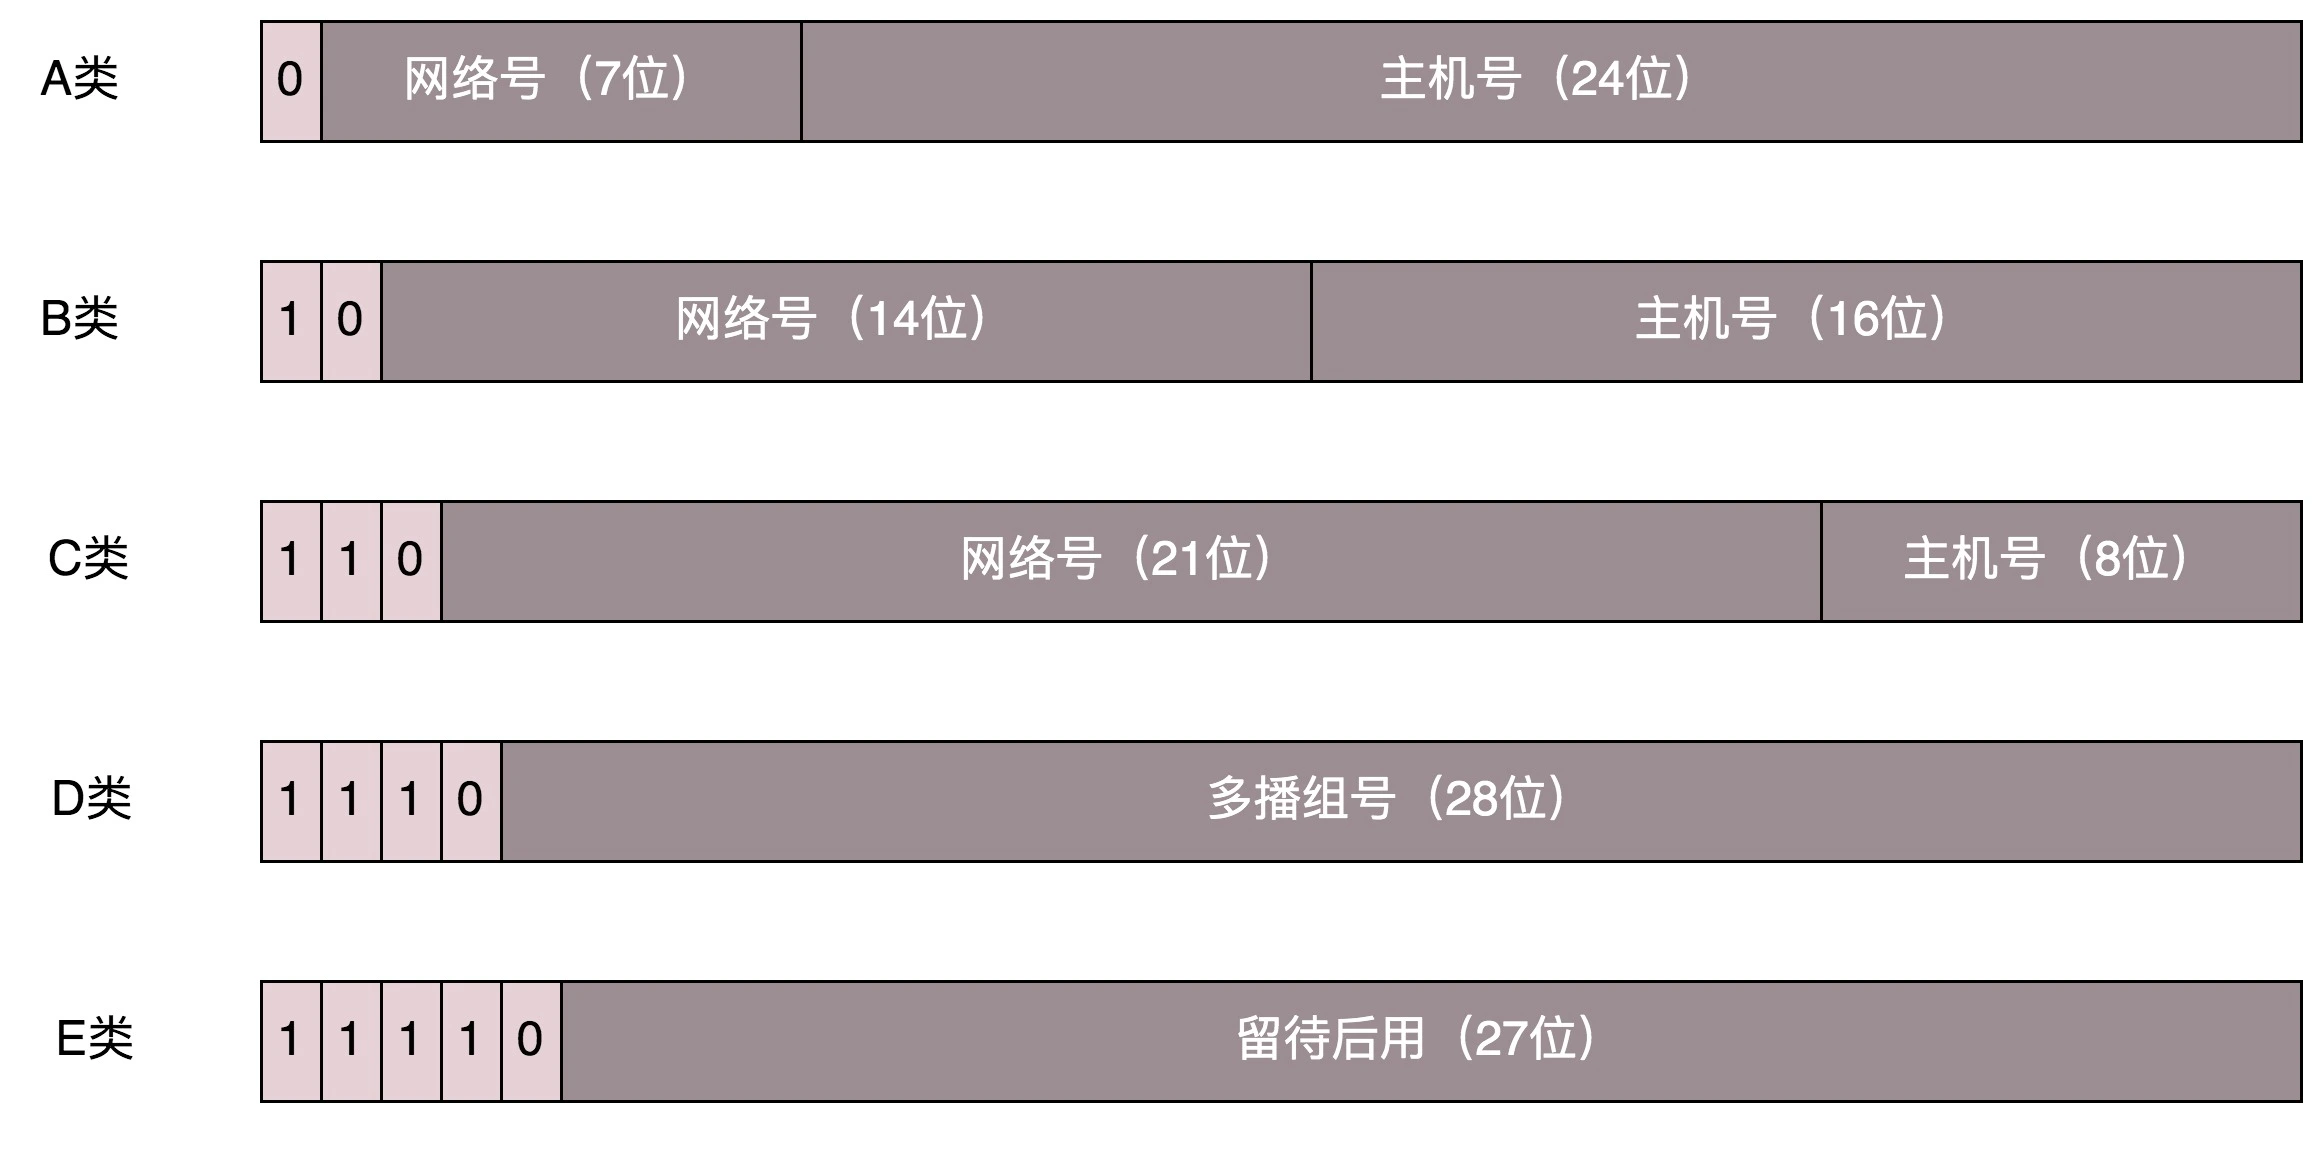 A类 0 网络号（7位） 主机号（24位）
B类 1 0 网络号（14位） 主机号（16位）
C类 1 1 0 网络号（21位） 主机号（8位）
D类 1 1 1 0 多播组号（28位）
E类 1 1 1 1 0 留待后用（27位）